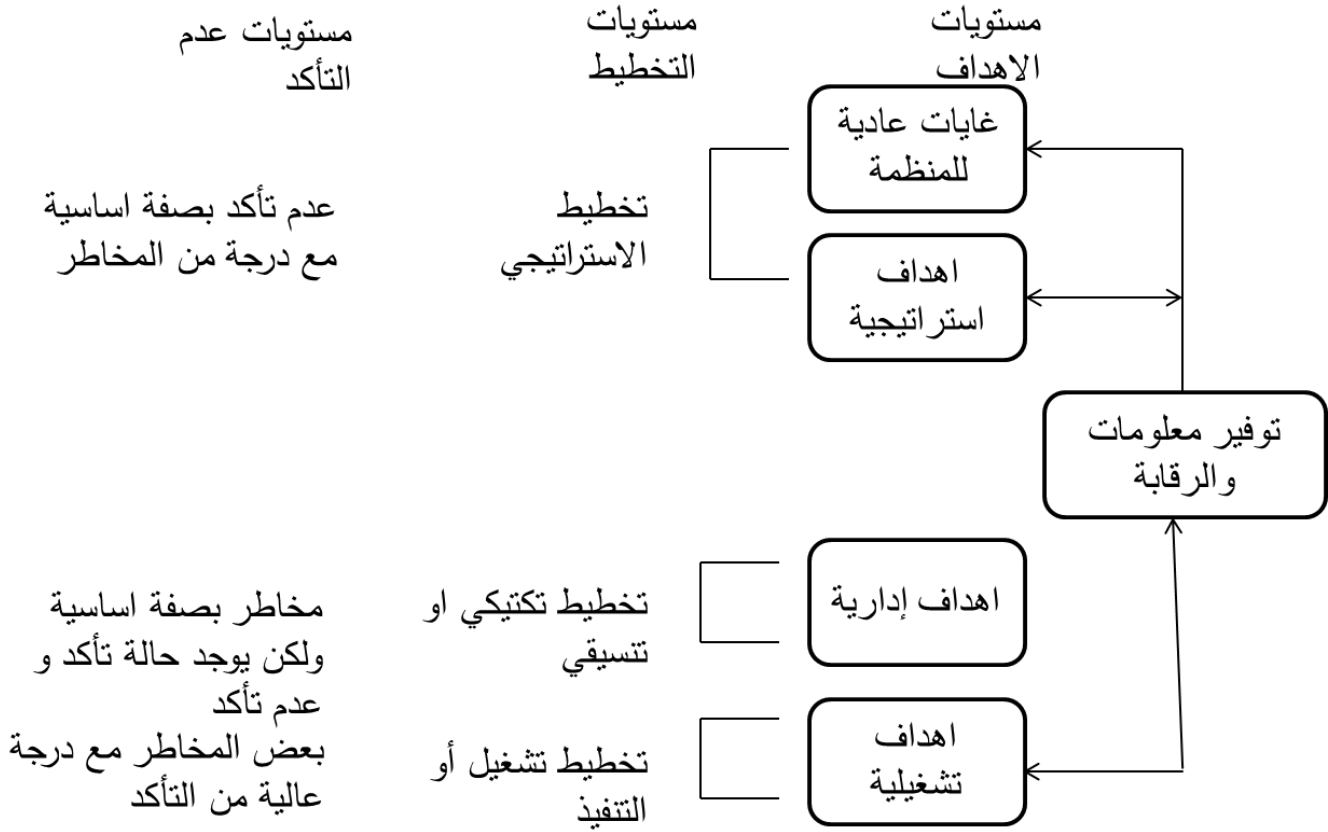 مستويات
الاهداف
مستويات
التخطيط
مستويات عدم
التأكد
غايات عادية
للمنظمة
اهداف
استراتيجية
تخطيط
الاستراتيجي
عدم تأكد بصفة اساسية
مع درجة من المخاطر
توفير معلومات
والرقابة
اهداف إدارية
تخطيط تكتيكي او
تنسيقي
مخاطر بصفة اساسية
ولكن يوجد حالة تأكد و
عدم تأكد
اهداف
تشغيلية
تخطيط تشغيل أو
التنفيذ
بعض المخاطر مع درجة
عالية من التأكد